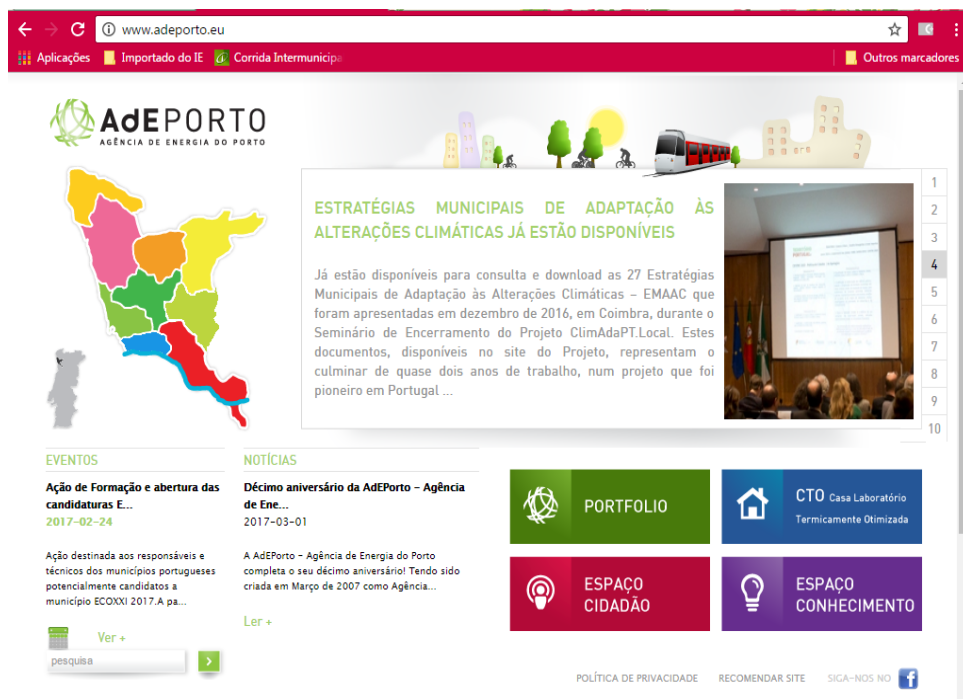 www.adeporto.eu
Aplicações Importado do IE Corrida Intermunicipa Outros marcadores
AdEPORTO
AGÊNCIA DE ENERGIA DO PORTO
ESTRATÉGIAS MUNICIPAIS DE ADAPTAÇÃO ÀS
ALTERAÇÕES CLIMÁTICAS JÁ ESTÃO DISPONÍVEIS
Já estão disponíveis para consulta e download as 27 Estratégias
Municipais de Adaptação às Alterações Climáticas – EMAAC que
foram apresentadas em dezembro de 2016, em Coimbra, durante o
Seminário de Encerramento do Projeto ClimAdaPT.Local. Estes
documentos, disponíveis no site do Projeto, representam o
culminar de quase dois anos de trabalho, num projeto que foi
pioneiro em Portugal ...
1
2
3
4
5
6
7
8
9
10
EVENTOS
Ação de Formação e abertura das
candidaturas E...
2017-02-24
Ação destinada aos responsáveis e
técnicos dos municípios portugueses
potencialmente candidatos a
município ECOXXI 2017.A pa...
Ver +
pesquisa
NOTÍCIAS
Décimo aniversário da AdEPorto – Agência
de Ene...
2017-03-01
A AdEPorto – Agência de Energia do Porto
completa o seu décimo aniversário! Tendo sido
criada em Março de 2007 como Agência...
Ler +
PORTFOLIO
CTO Casa Laboratório
Termicamente Otimizada
ESPAÇO
CIDADÃO
ESPAÇO
CONHECIMENTO
POLÍTICA DE PRIVACIDADE RECOMENDAR SITE SIGA-NOS NO f